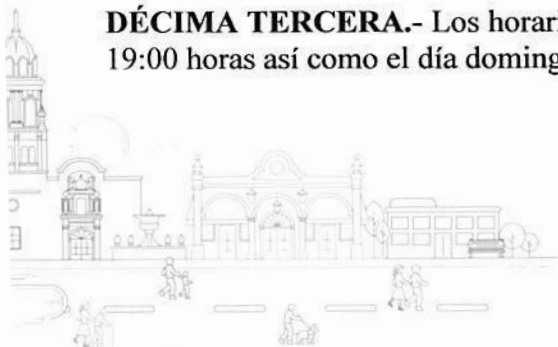 DÉCIMA TERCERA.- Los horari
19:00 horas así como el día doming